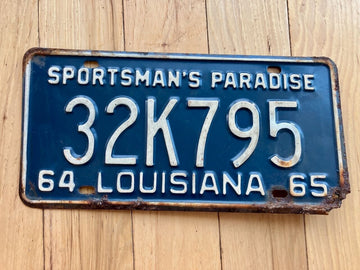 SPORTSMAN'S PARADISE
32K795
64 LOUISIANA 65